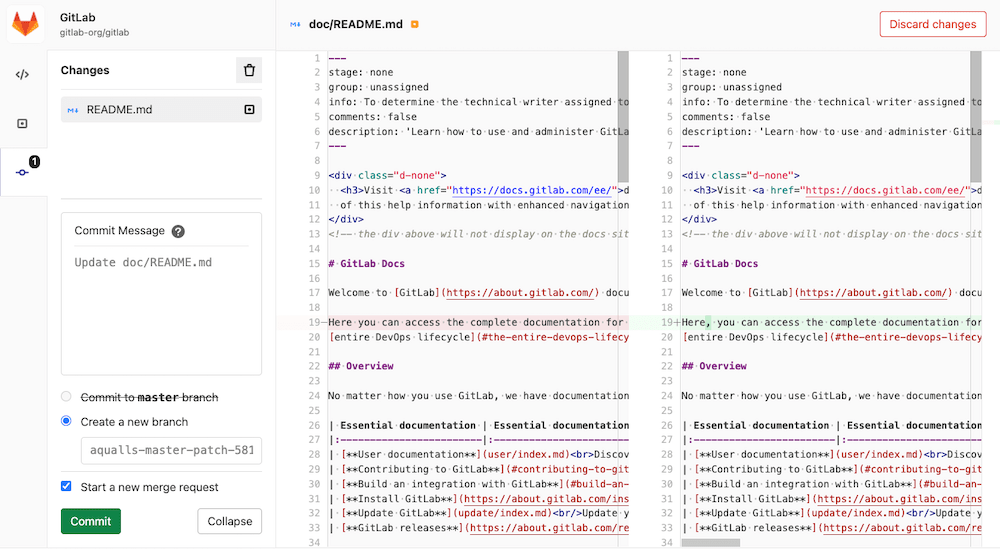 GitLab
gitlab-org/gitlab
doc/README.md
Discard changes
1
Changes
README.md
Commit Message ?
Update doc/README.md
Commit to master branch
Create a new branch
aqualls-master-patch-581
Start a new merge request
Commit
Collapse
1 ---
2 stage: none
3 group: unassigned
4 info: To determine the technical writer assigned to
5 comments: false
6 description: 'Learn how to use and administer GitLa
7 ---
8
9 <div class="d-none">
10 <h3>Visit <a href="https://docs.gitlab.com/ee/">d
11 of this help information with enhanced navigation
12 </div>
13 <!-- the div above will not display on the docs sit
14
15 # GitLab Docs
16
17 Welcome to [GitLab](https://about.gitlab.com/) docu
18
19 Here you can access the complete documentation for
20 [entire DevOps lifecycle](#the-entire-devops-lifecy
21
22 ## Overview
23
24 No matter how you use GitLab, we have documentation
25
26 | Essential documentation | Essential documentation
27 |:------------------------|:-----------------------
28 | [**User documentation**](user/index.md)<br>Discov
29 | [**Contributing to GitLab**](#contributing-to-git
30 | [**Build an integration with GitLab**](#build-an-
31 | [**Install GitLab**](https://about.gitlab.com/ins
32 | [**Update GitLab**](update/index.md)<br/>Update y
33 | [**GitLab releases**](https://about.gitlab.com/re
34
1 ---
2 stage: none
3 group: unassigned
4 info: To determine the technical writer assigned to
5 comments: false
6 description: 'Learn how to use and administer GitLa
7 ---
8
9 <div class="d-none">
10 <h3>Visit <a href="https://docs.gitlab.com/ee/">d
11 of this help information with enhanced navigation
12 </div>
13 <!-- the div above will not display on the docs sit
14
15 # GitLab Docs
16
17 Welcome to [GitLab](https://about.gitlab.com/) docu
18
19+ Here, you can access the complete documentation for
20 [entire DevOps lifecycle](#the-entire-devops-lifecy
21
22 ## Overview
23
24 No matter how you use GitLab, we have documentation
25
26 | Essential documentation | Essential documentation
27 |:------------------------|:-----------------------
28 | [**User documentation**](user/index.md)<br>Discov
29 | [**Contributing to GitLab**](#contributing-to-git
30 | [**Build an integration with GitLab**](#build-an-
31 | [**Install GitLab**](https://about.gitlab.com/ins
32 | [**Update GitLab**](update/index.md)<br/>Update y
33 | [**GitLab releases**](https://about.gitlab.com/re
34